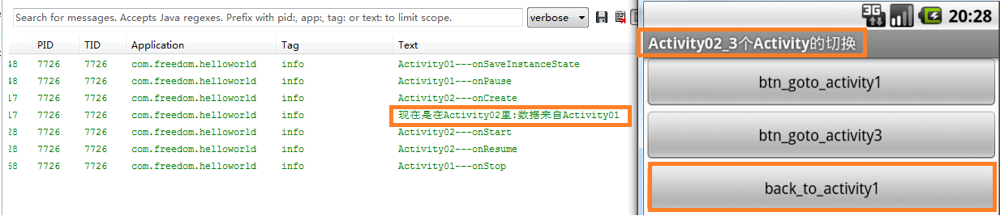 Search for messages. Accepts Java regexes. Prefix with pid:, app:, tag: or text: to limit scope.
verbose
PID TID Application Tag Text
48 7726 7726 com.freedom.helloworld info Activity01---onSaveInstanceState
48 7726 7726 com.freedom.helloworld info Activity01---onPause
17 7726 7726 com.freedom.helloworld info Activity02---onCreate
17 7726 7726 com.freedom.helloworld info 现在是在Activity02里:数据来自Activity01
28 7726 7726 com.freedom.helloworld info Activity02---onStart
28 7726 7726 com.freedom.helloworld info Activity02---onResume
58 7726 7726 com.freedom.helloworld info Activity01---onStop
3G 20:28
Activity02_3个Activity的切换
btn_goto_activity1
btn_goto_activity3
back_to_activity1